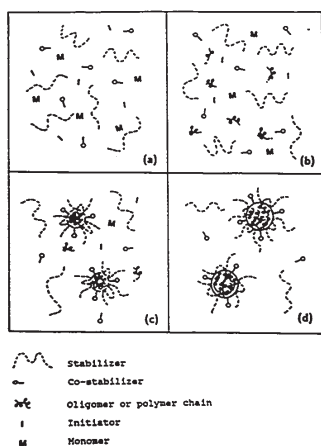 M
I
M
M
I
M
I
M
(a)
I
M
M
I
M
M
(b)
I
M
I
(c)
(d)
Stabilizer
Co-stabilizer
Oligomer or polymer chain
I Initiator
M Monomer